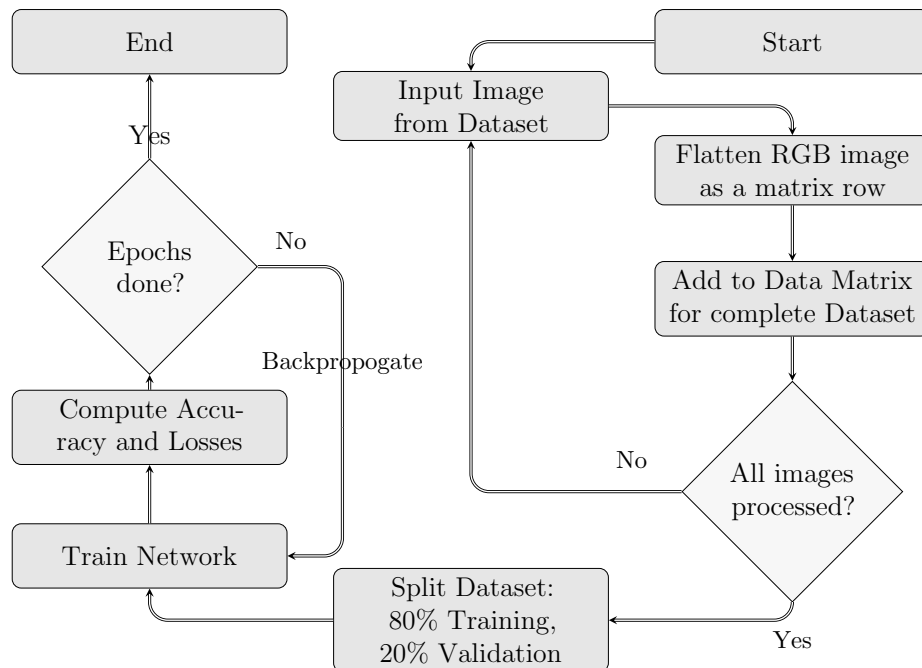 End
Start
Input Image
from Dataset
Yes
Flatten RGB image
as a matrix row
Epochs
done?
No
Add to Data Matrix
for complete Dataset
Backpropogate
Compute Accu-
racy and Losses
No
All images
processed?
Train Network
Split Dataset:
80% Training,
20% Validation
Yes